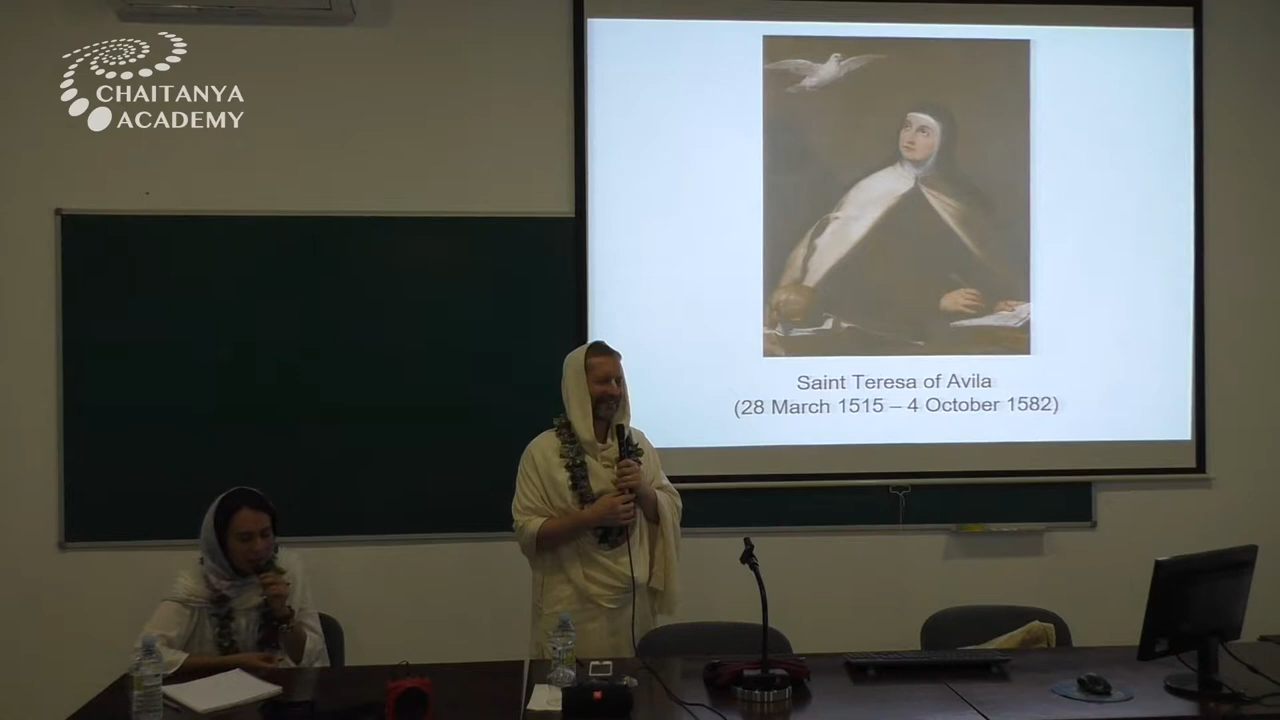 CHAITANYA
ACADEMY
Saint Teresa of Avila
(28 March 1515 – 4 October 1582)